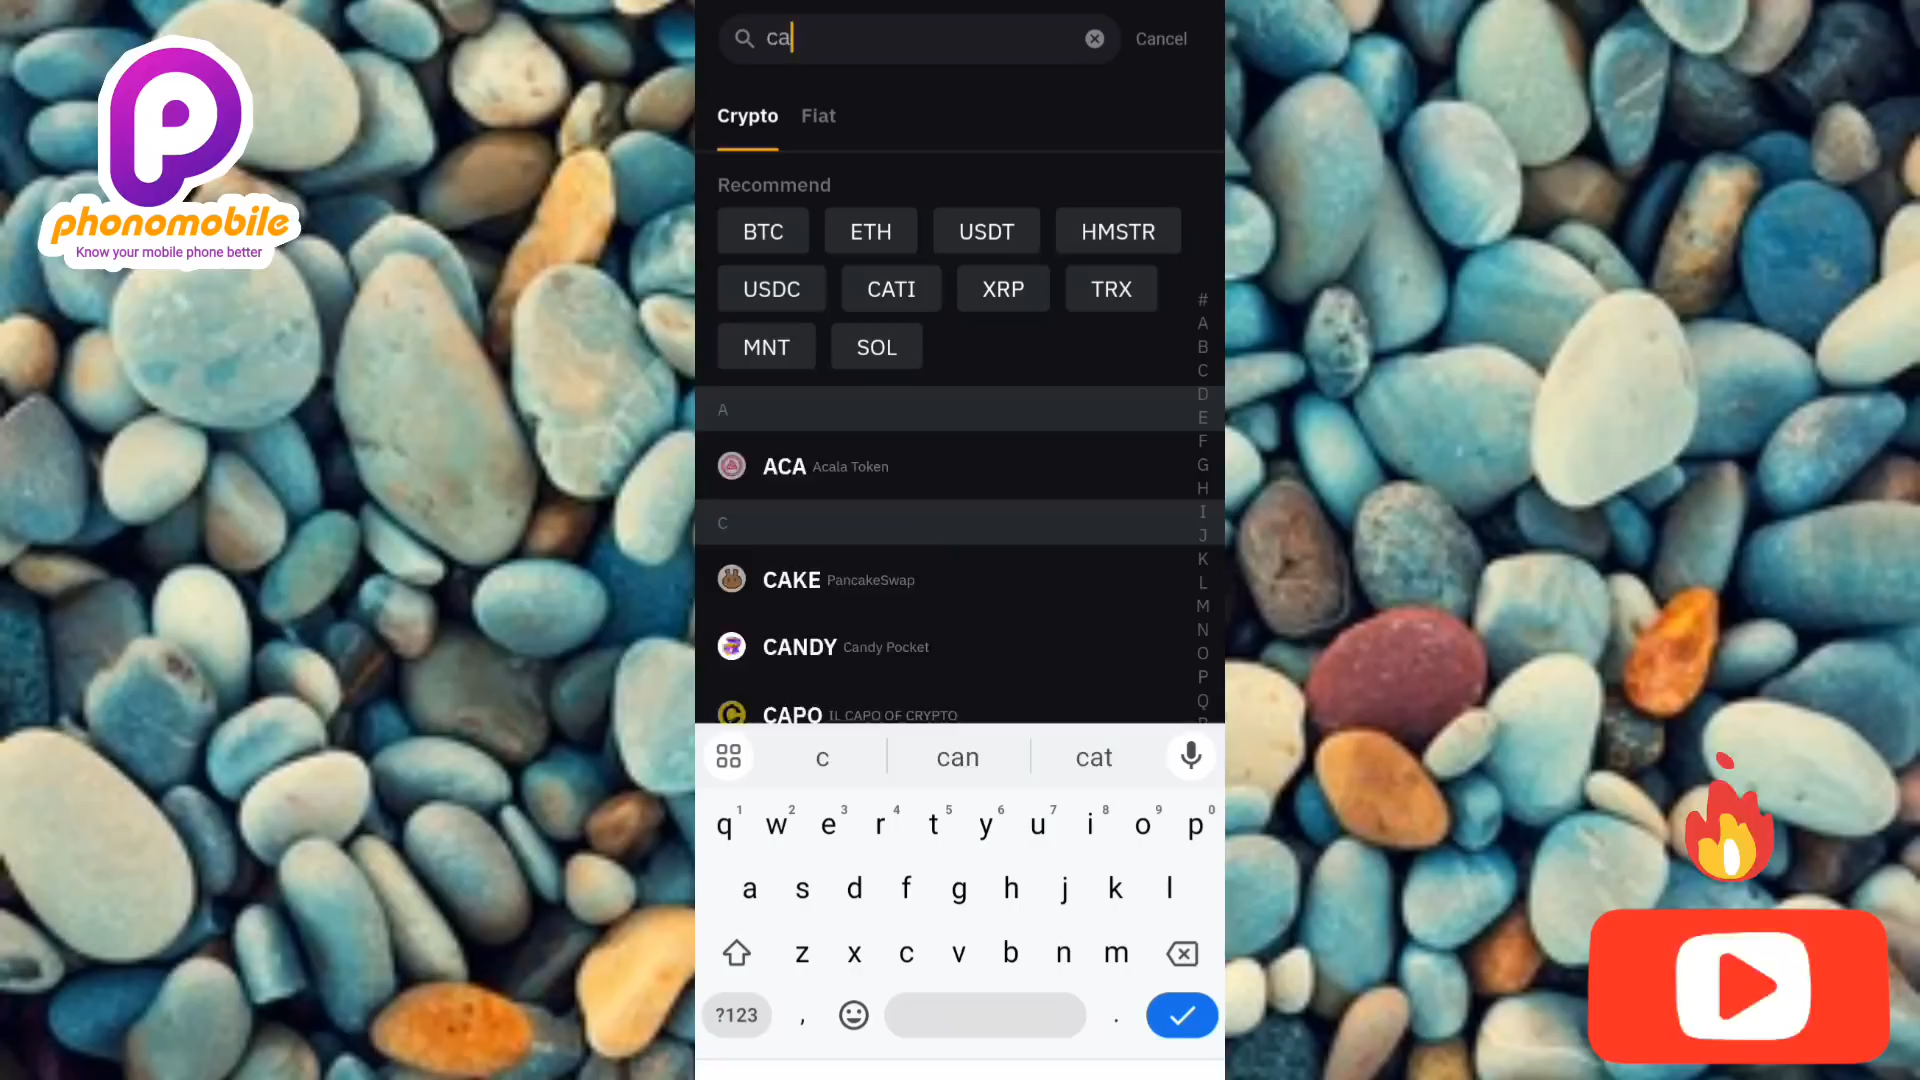 phonomobile
Know your mobile phone better
ca
Cancel
Crypto Fiat
Recommend
BTC ETH USDT HMSTR
USDC CATI XRP TRX
MNT SOL
A
ACA Acala Token
C
CAKE PancakeSwap
CANDY Candy Pocket
CAPO IL CAPO OF CRYPTO
#
A
B
C
D
E
F
G
H
I
J
K
L
M
N
O
P
Q
c can cat
1 2 3 4 5 6 7 8 9 0
q w e r t y u i o p
a s d f g h j k l
z x c v b n m
?123 , .